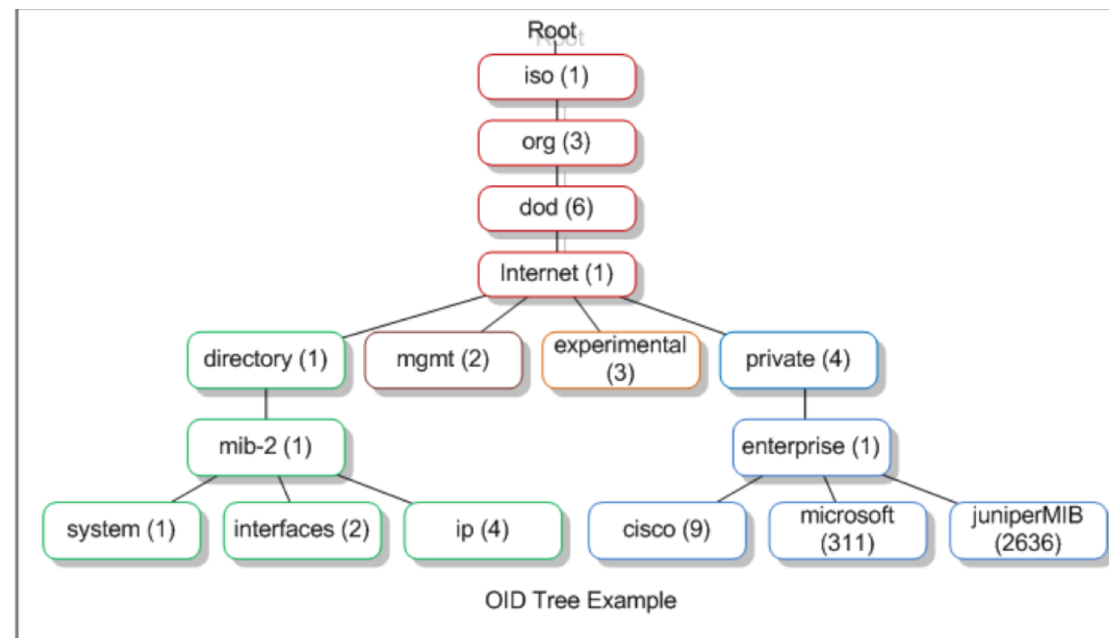 Root
Root
iso (1)
org (3)
dod (6)
Internet (1)
directory (1)
mgmt (2)
experimental
(3)
private (4)
mib-2 (1)
enterprise (1)
system (1)
interfaces (2)
ip (4)
cisco (9)
microsoft
(311)
juniperMIB
(2636)
OID Tree Example